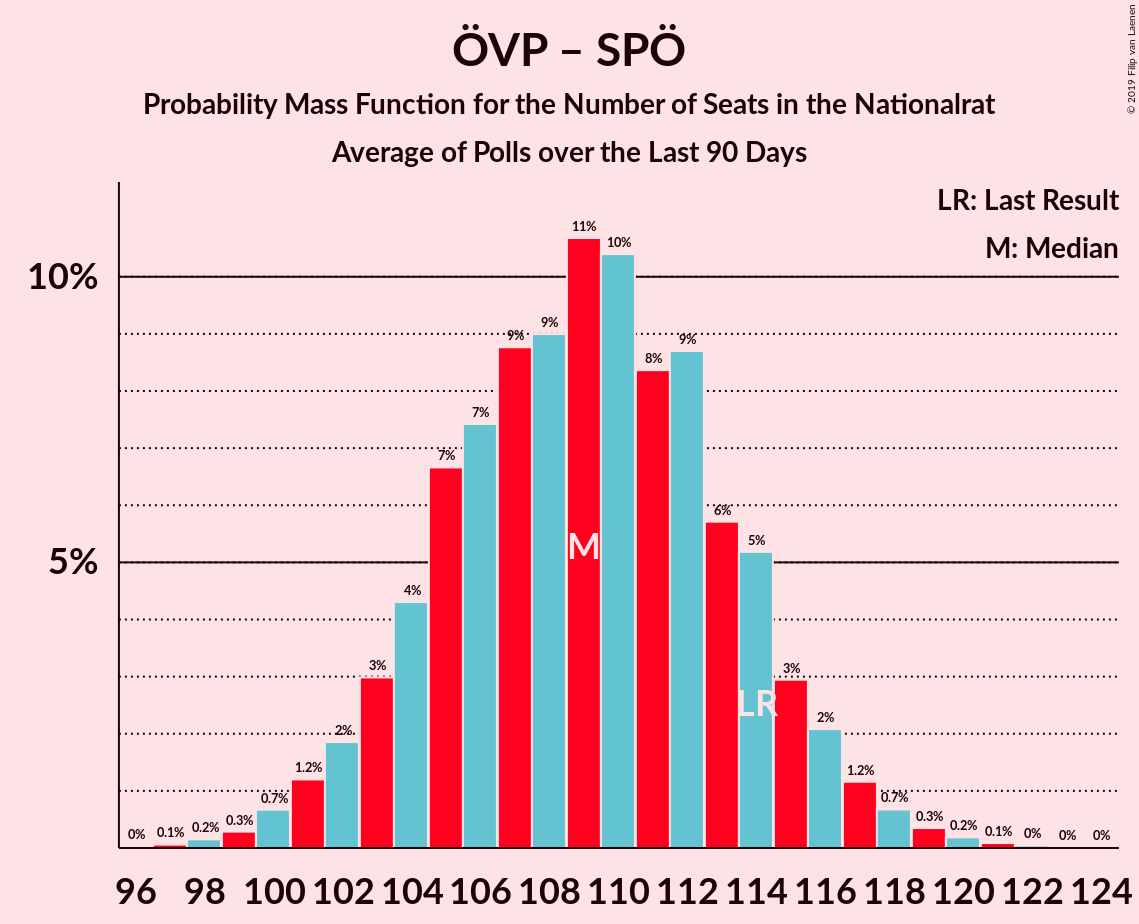 ÖVP – SPÖ
Probability Mass Function for the Number of Seats in the Nationalrat
Average of Polls over the Last 90 Days
© 2019 Filip van Laenen
LR: Last Result
M: Median
10%
5%
0% 0.1% 0.2% 0.3% 0.7% 1.2% 2% 3% 4% 7% 7% 9% 9% 11% 10% 8% 9% 6% 5% 3% 2% 1.2% 0.7% 0.3% 0.2% 0.1% 0% 0% 0%
M
LR
96 98 100 102 104 106 108 110 112 114 116 118 120 122 124